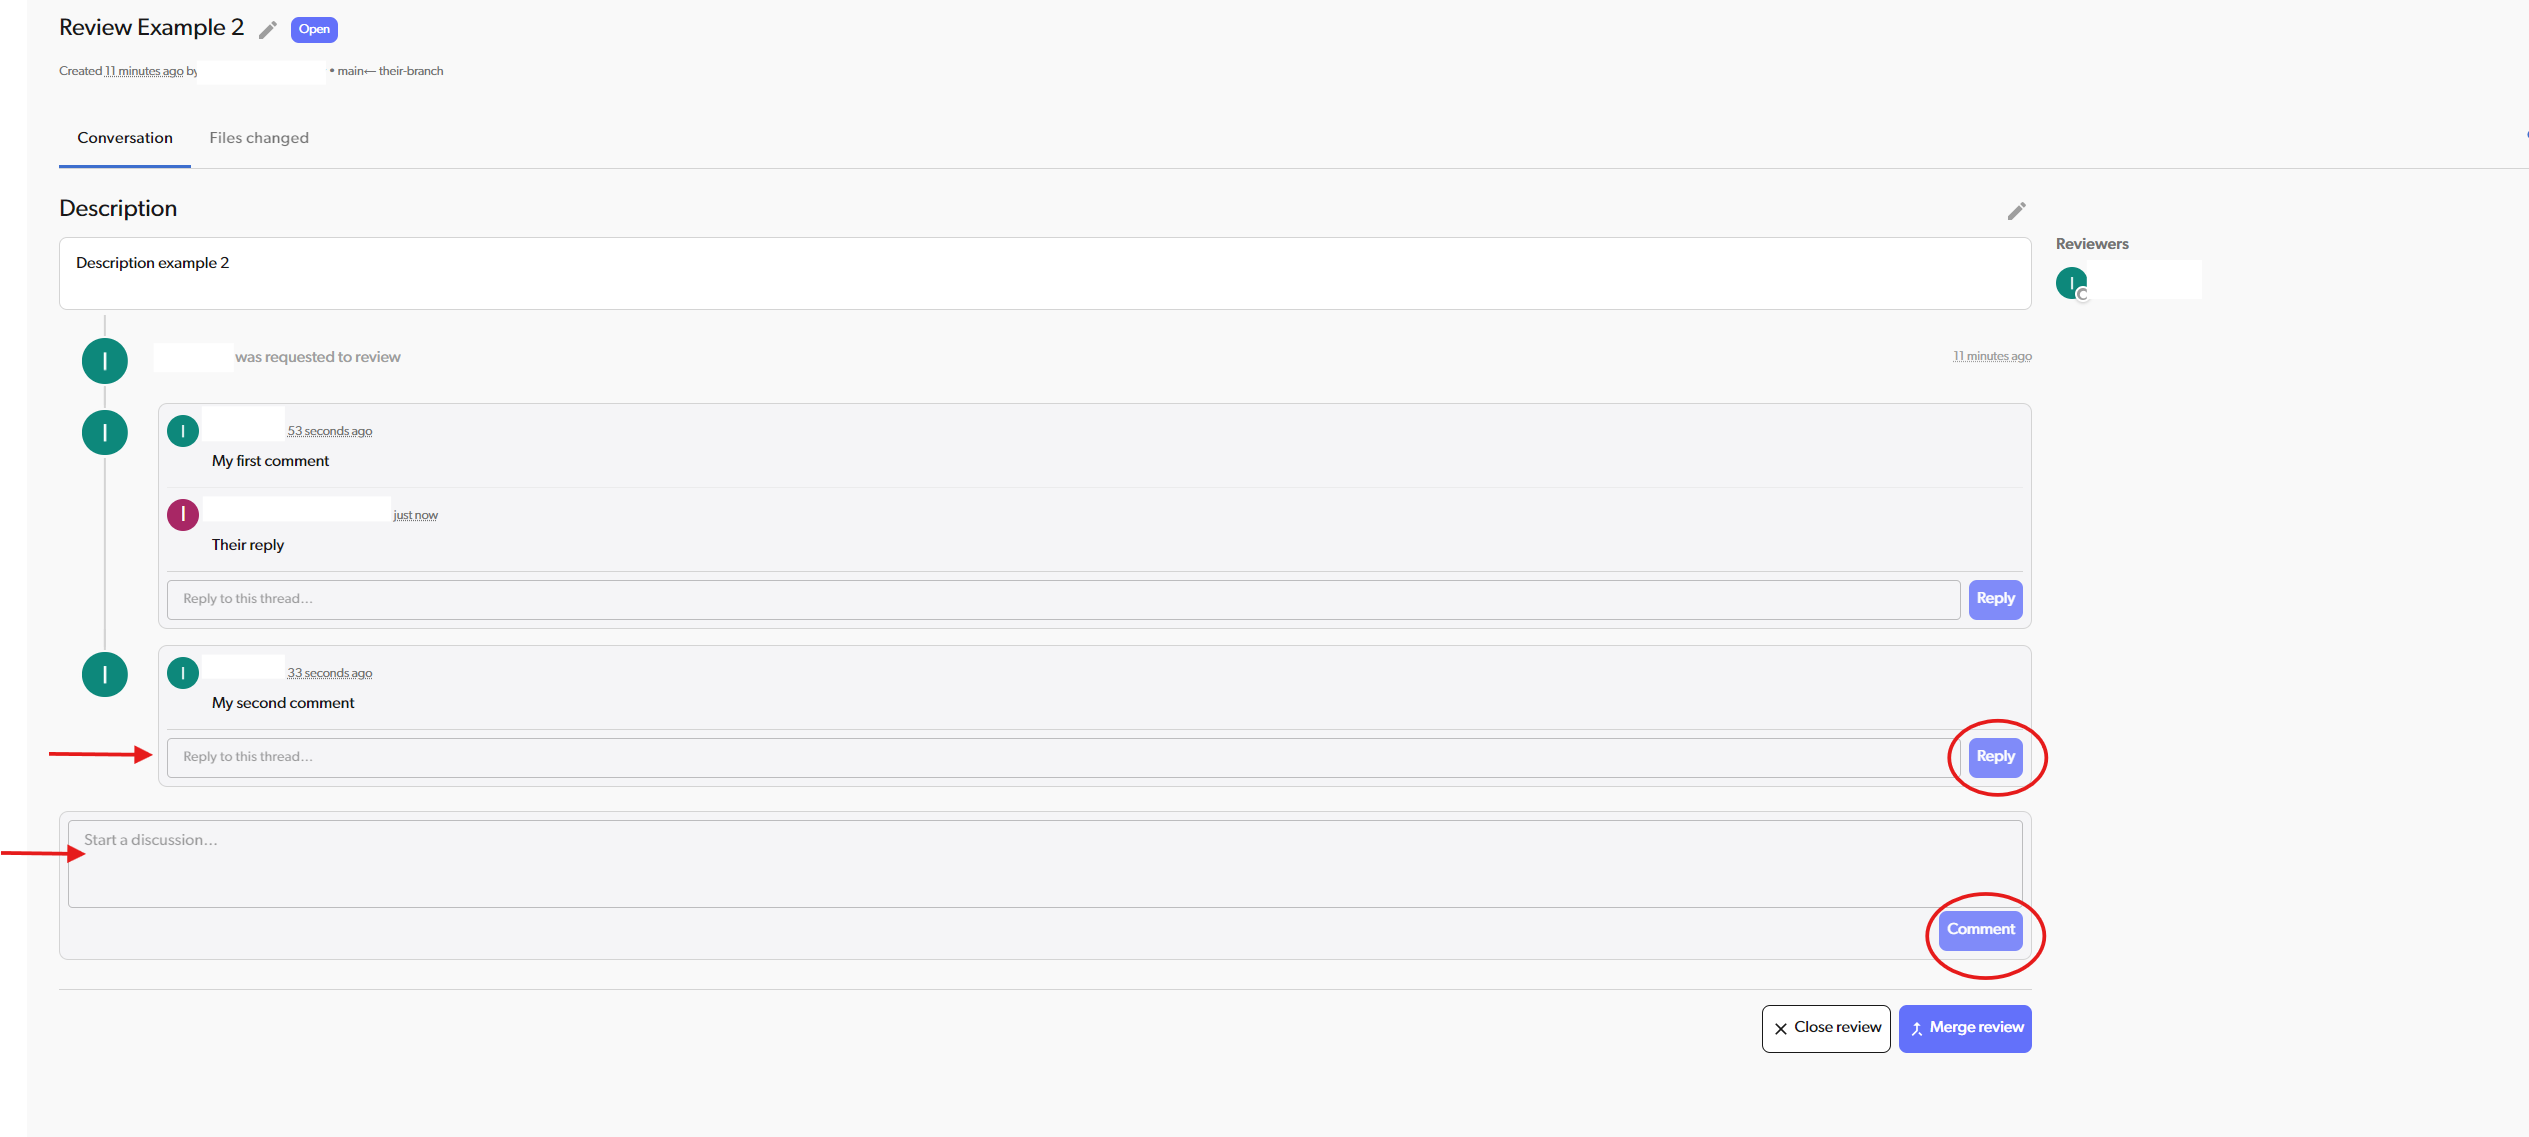 Review Example 2 Open
Created 11 minutes ago by • main← their-branch
Conversation Files changed
Description
Description example 2
Reviewers
I
I was requested to review 11 minutes ago
I I 53 seconds ago
My first comment
I just now
Their reply
Reply to this thread... Reply
I I 33 seconds ago
My second comment
Reply to this thread... Reply
Start a discussion...
Comment
Close review Merge review